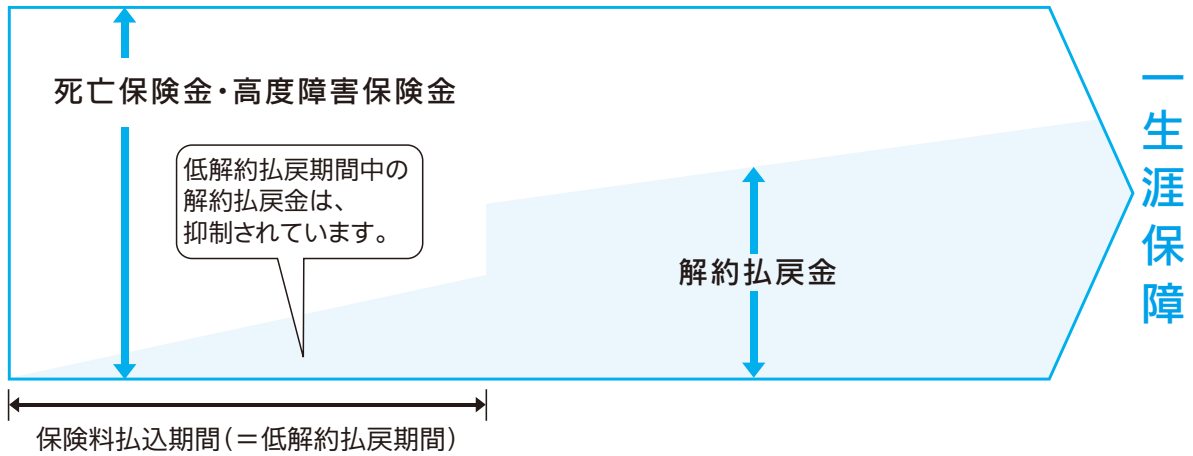 死亡保険金・高度障害保険金
低解約払戻期間中の
解約払戻金は、
抑制されています。
解約払戻金
一生涯保障
保険料払込期間(=低解約払戻期間)